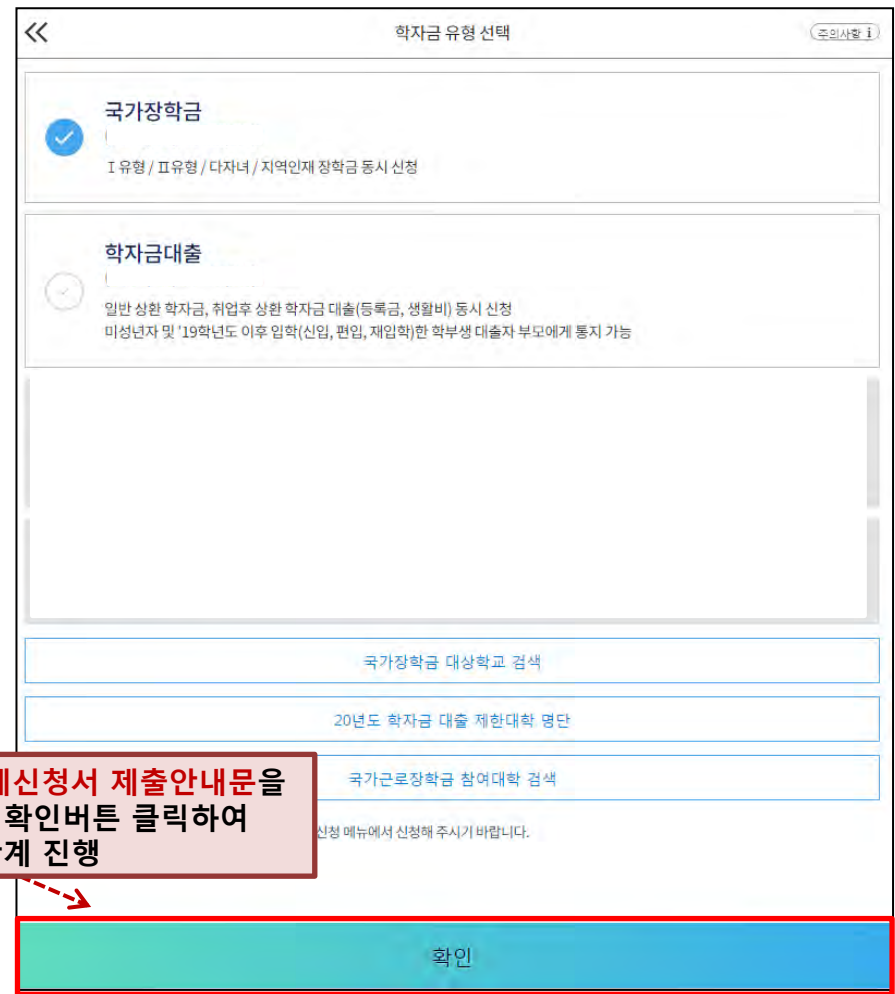 학자금 유형 선택
주의사항 i
국가장학금
I 유형 / II유형 / 다자녀 / 지역인재 장학금 동시 신청
학자금대출
일반 상환 학자금, 취업후 상환 학자금 대출(등록금, 생활비) 동시 신청
미성년자 및 '19학년도 이후 입학(신입, 편입, 재입학)한 학부생 대출자 부모에게 통지 가능
국가장학금 대상학교 검색
20년도 학자금 대출 제한대학 명단
국가근로장학금 참여대학 검색
신청서 제출안내문을
확인버튼 클릭하여
진행
신청 메뉴에서 신청해 주시기 바랍니다.
확인